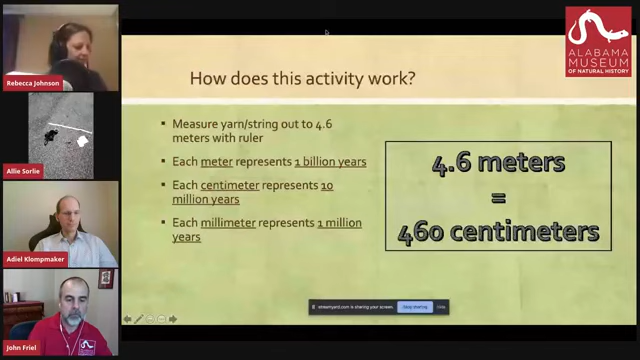 ALABAMA
MUSEUM
OF NATURAL HISTORY
Rebecca Johnson
Allie Sorlie
Adiel Klompmaker
John Friel
How does this activity work?
Measure yarn/string out to 4.6
meters with ruler
Each meter represents 1 billion years
Each centimeter represents 10
million years
Each millimeter represents 1 million
years
4.6 meters
=
460 centimeters
streamyard.com is sharing your screen.
Stop sharing
Hide